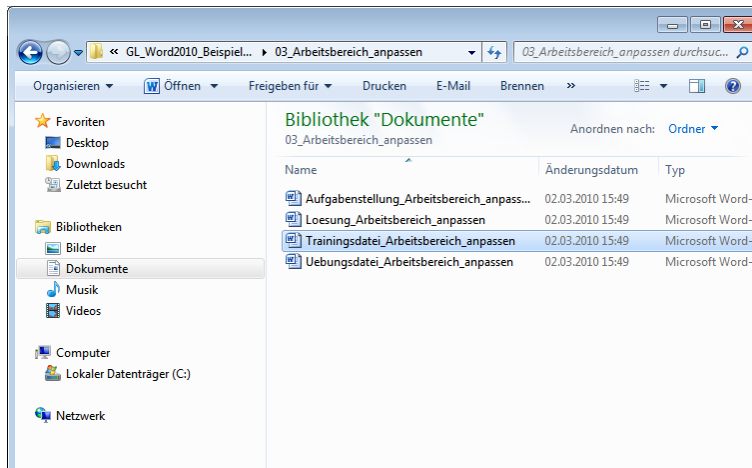 « GL_Word2010_Beispiel... ▸ 03_Arbeitsbereich_anpassen
03_Arbeitsbereich_anpassen durchsuc...
Organisieren Öffnen Freigeben für Drucken E-Mail Brennen »
Favoriten
Desktop
Downloads
Zuletzt besucht
Bibliotheken
Bilder
Dokumente
Musik
Videos
Computer
Lokaler Datenträger (C:)
Netzwerk
Bibliothek "Dokumente"
03_Arbeitsbereich_anpassen
Anordnen nach: Ordner
Name Änderungsdatum Typ
Aufgabenstellung_Arbeitsbereich_anpass... 02.03.2010 15:49 Microsoft Word-
Loesung_Arbeitsbereich_anpassen 02.03.2010 15:49 Microsoft Word-
Trainingsdatei_Arbeitsbereich_anpassen 02.03.2010 15:49 Microsoft Word-
Uebungsdatei_Arbeitsbereich_anpassen 02.03.2010 15:49 Microsoft Word-